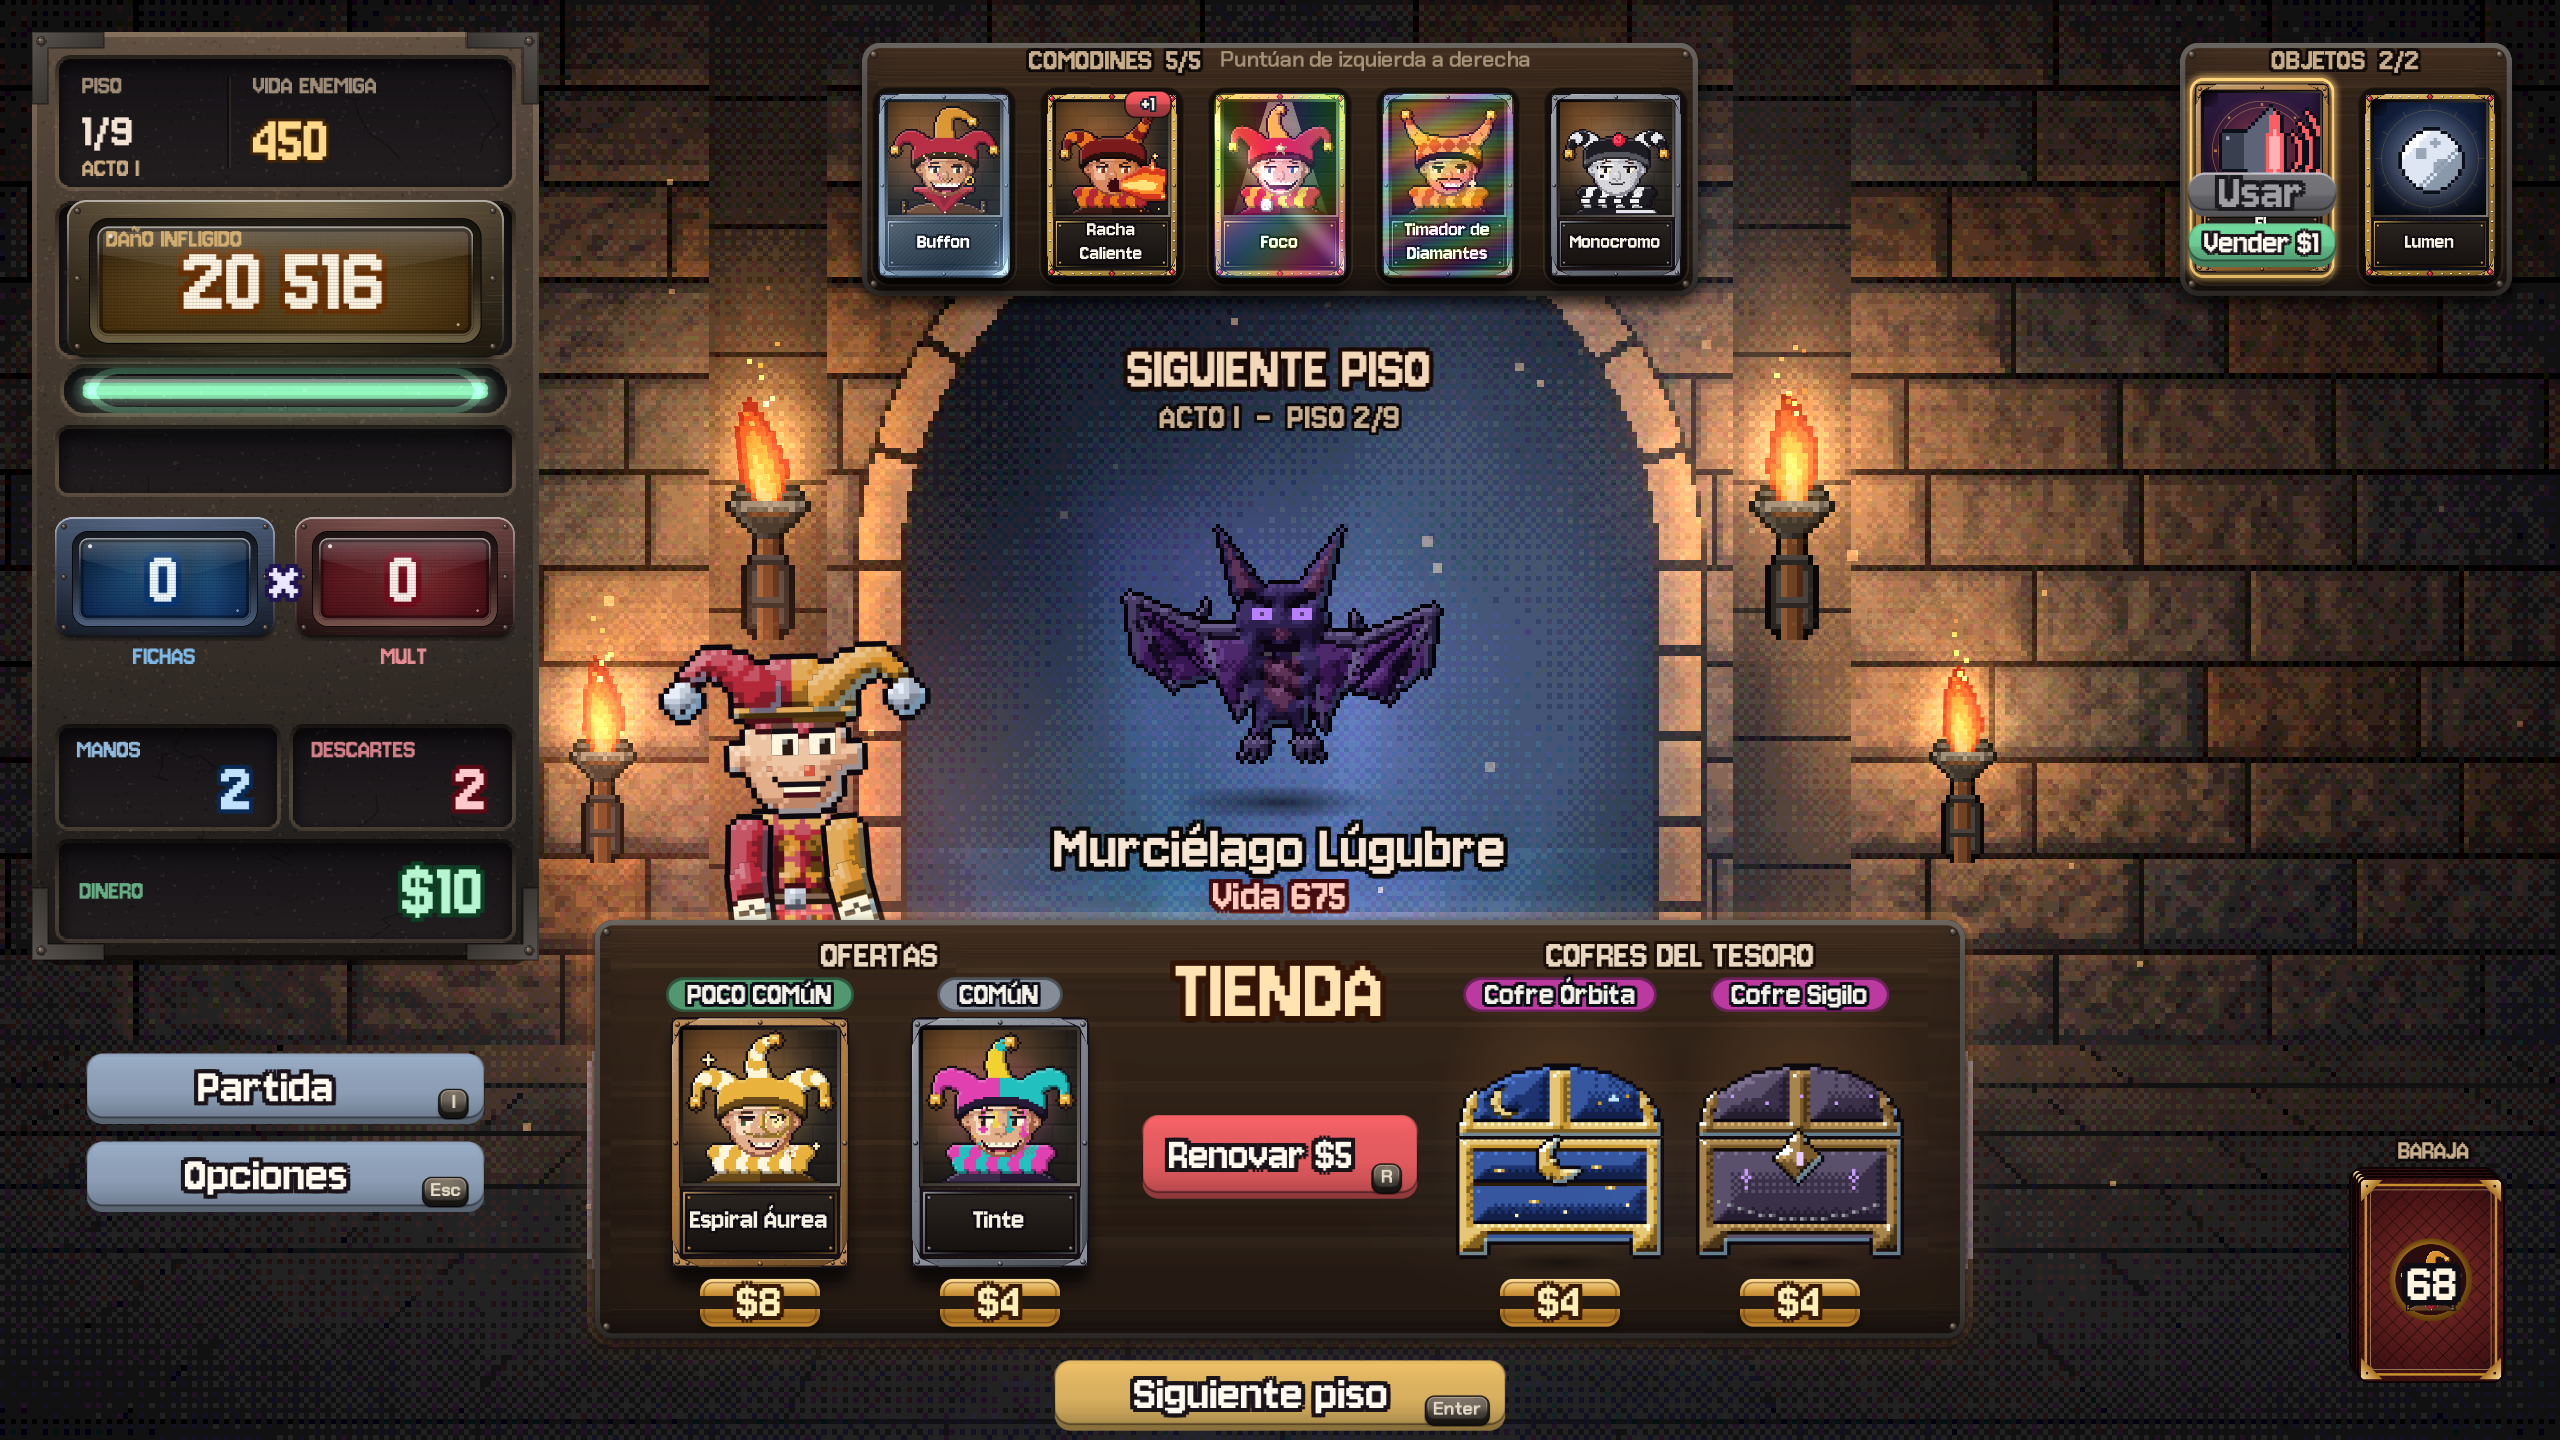 PISO
VIDA ENEMIGA
1/9
450
ACTO I
DAÑO INFLIGIDO
20 516
0
x
0
FICHAS
MULT
MANOS
2
DESCARTES
2
DINERO
$10
Partida
I
Opciones
Esc
COMODINES 5/5
Puntúan de izquierda a derecha
Buffon
+1
Racha
Caliente
Foco
Timador de
Diamantes
Monocromo
OBJETOS 2/2
Usar
Vender $1
Lumen
SIGUIENTE PISO
ACTO I - PISO 2/9
Murciélago Lúgubre
Vida 675
OFERTAS
POCO COMÚN
COMÚN
Espiral Áurea
Tinte
$8
$4
TIENDA
Renovar $5
R
COFRES DEL TESORO
Cofre Órbita
Cofre Sigilo
$4
$4
Siguiente piso
Enter
BARAJA
68